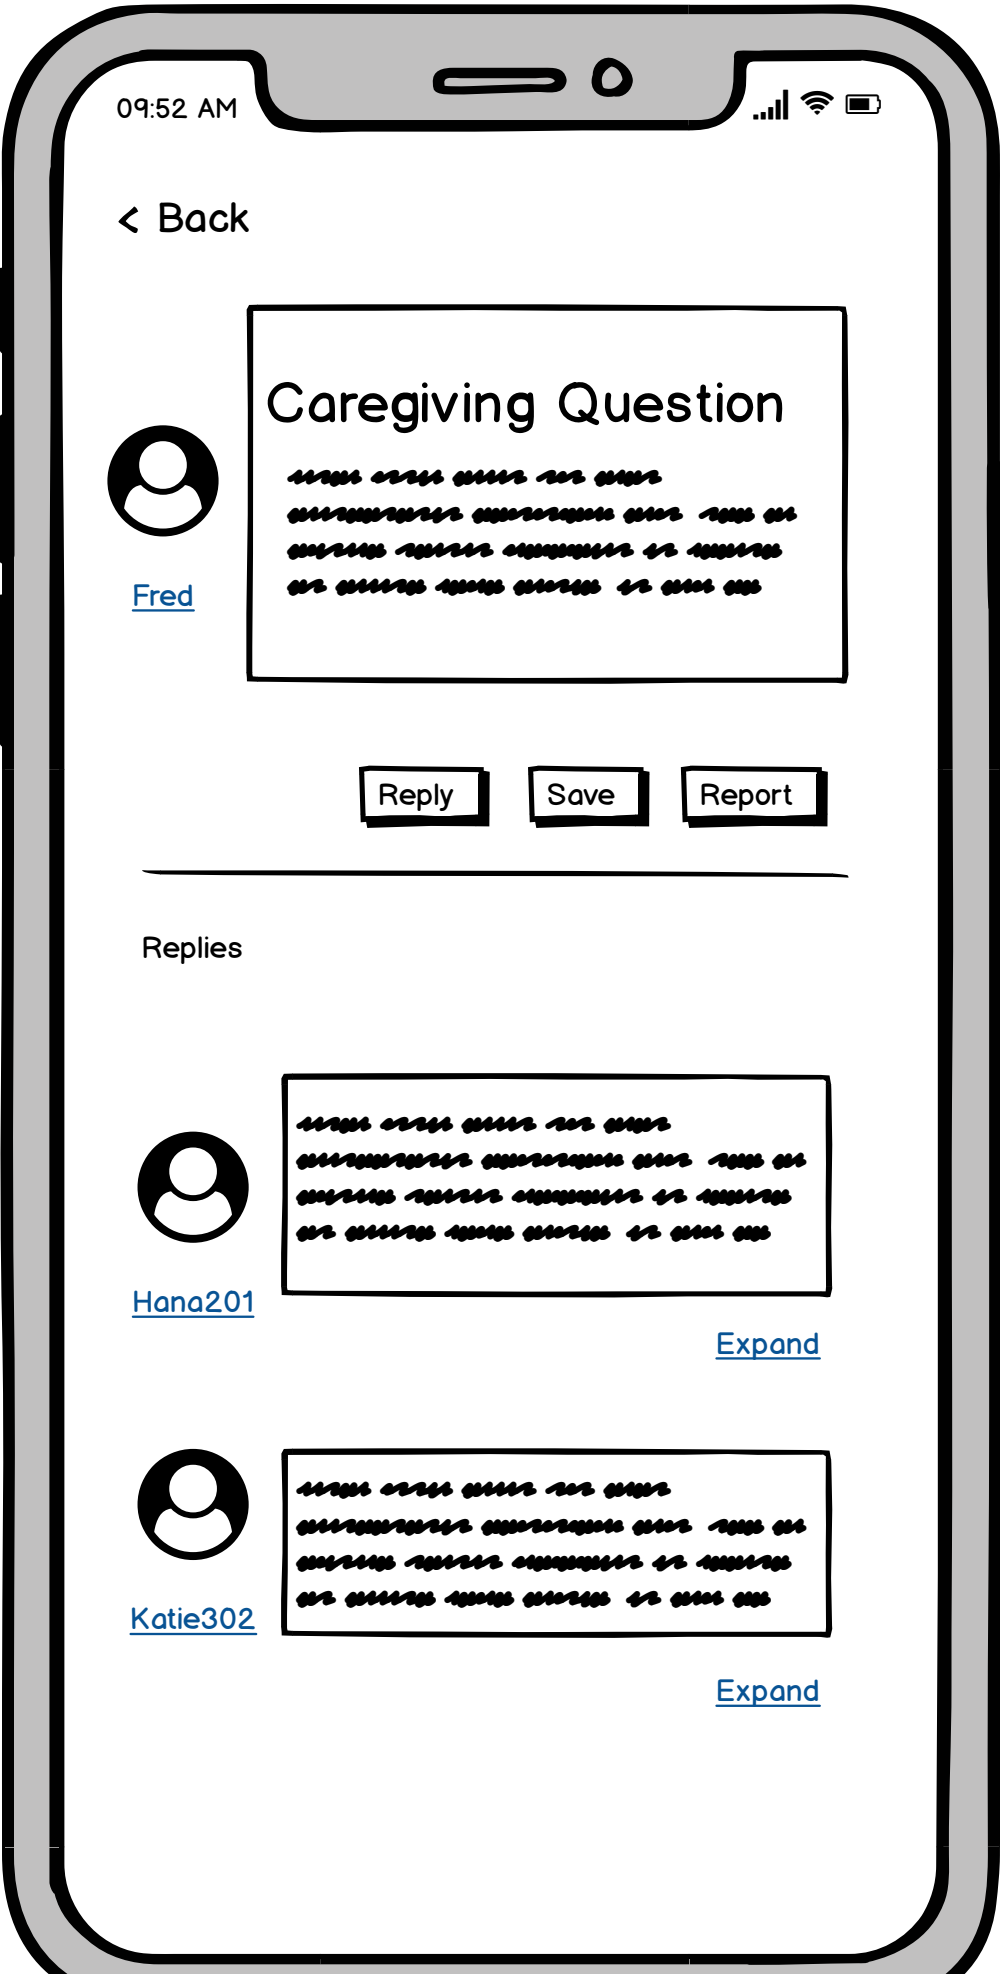 09:52 AM
< Back
Caregiving Question
Fred
Reply Save Report
Replies
Hana201
Expand
Katie302
Expand